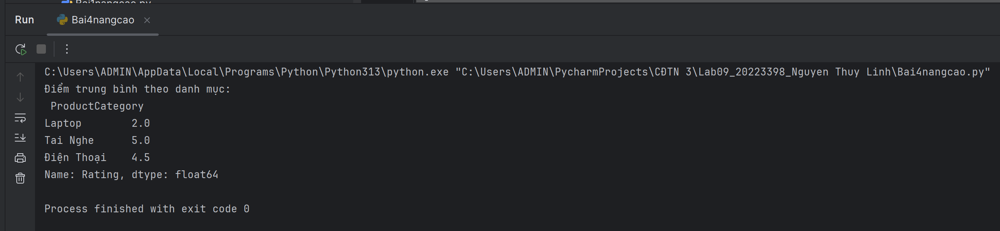 Bai1nangcao.py
Run
Bai4nangcao
C:\Users\ADMIN\AppData\Local\Programs\Python\Python313\python.exe "C:\Users\ADMIN\PycharmProjects\CĐTN 3\Lab09_20223398_Nguyen Thuy Linh\Bai4nangcao.py"
Điểm trung bình theo danh mục:
ProductCategory
Laptop 2.0
Tai Nghe 5.0
Điện Thoại 4.5
Name: Rating, dtype: float64
Process finished with exit code 0